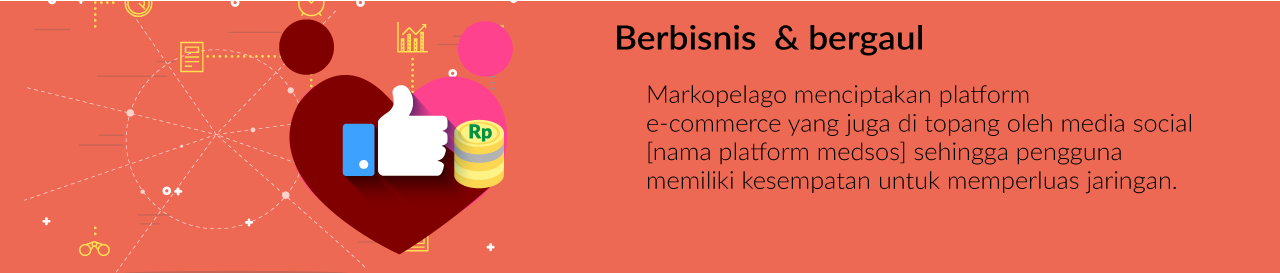 Berbisnis & bergaul
Markopelago menciptakan platform
e-commerce yang juga di topang oleh media social
[nama platform medsos] sehingga pengguna
memiliki kesempatan untuk memperluas jaringan.
Rp